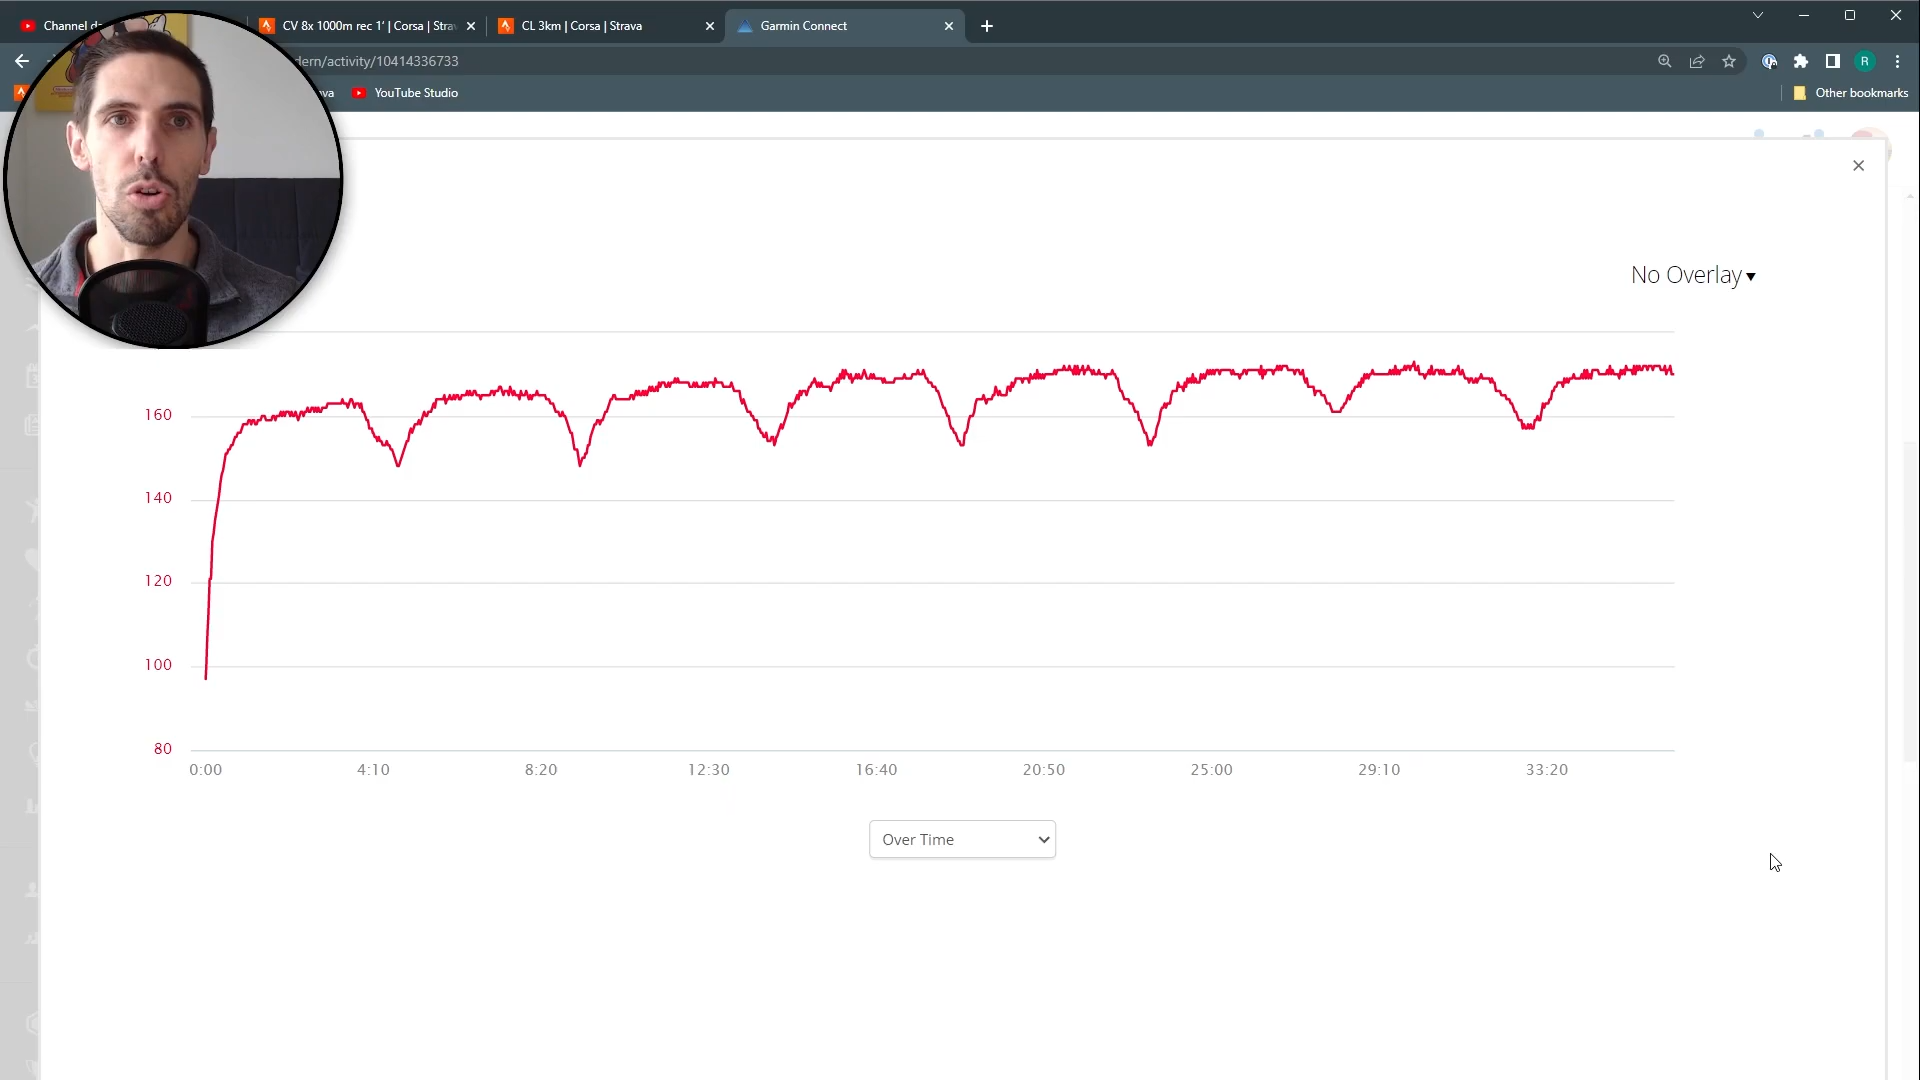 Channel da
CV 8x 1000m rec 1' | Corsa | Strav
CL 3km | Corsa | Strava
Garmin Connect
dern/activity/10414336733
R
va
YouTube Studio
Other bookmarks
No Overlay
160
140
120
100
80
0:00 4:10 8:20 12:30 16:40 20:50 25:00 29:10 33:20
Over Time